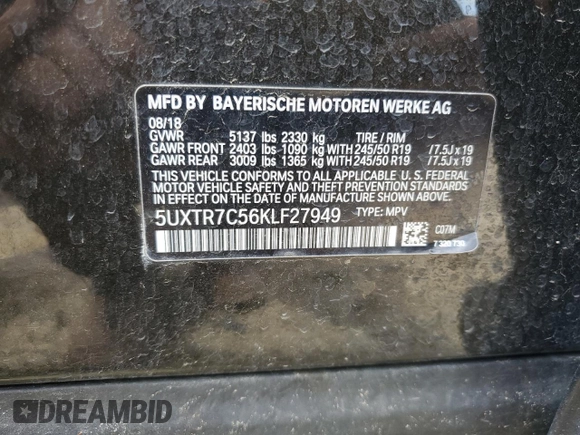 MFD BY BAYERISCHE MOTOREN WERKE AG
08/18
GVWR 5137 lbs 2330 kg TIRE / RIM
GAWR FRONT 2403 lbs 1090 kg WITH 245/50 R19 /7.5J x 19
GAWR REAR 3009 lbs 1365 kg WITH 245/50 R19 /7.5J x 19
THIS VEHICLE CONFORMS TO ALL APPLICABLE U. S. FEDERAL
MOTOR VEHICLE SAFETY AND THEFT PREVENTION STANDARDS
IN EFFECT ON THE DATE OF MANUFACTURE SHOWN ABOVE.
5UXTR7C56KLF27949 TYPE: MPV
C07M
DREAMBID